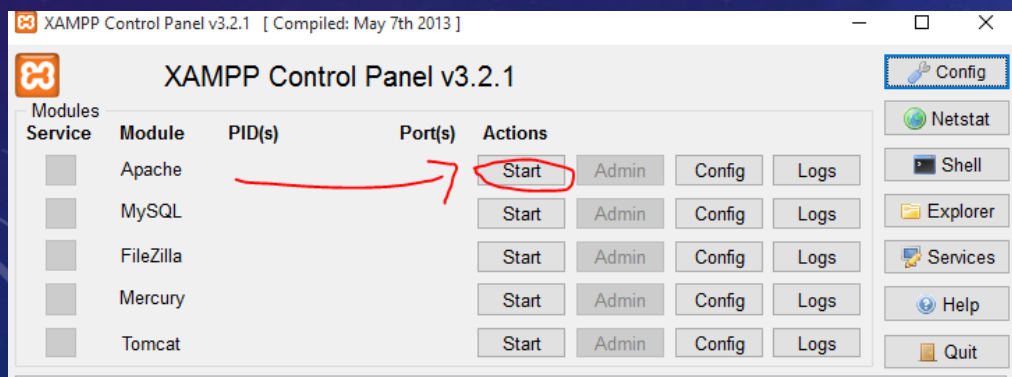 XAMPP Control Panel v3.2.1 [ Compiled: May 7th 2013 ]
XAMPP Control Panel v3.2.1
Config
Modules
Netstat
Service Module PID(s) Port(s) Actions
Apache Start Admin Config Logs
Shell
MySQL Start Admin Config Logs
Explorer
FileZilla Start Admin Config Logs
Services
Mercury Start Admin Config Logs
Help
Tomcat Start Admin Config Logs
Quit